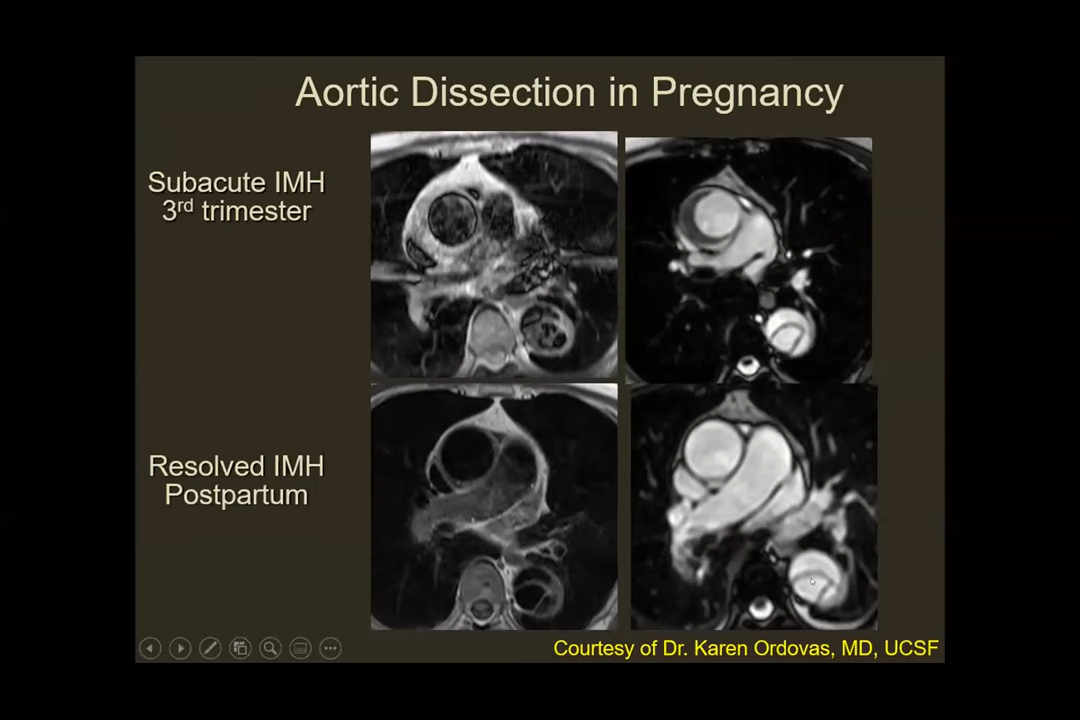 Aortic Dissection in Pregnancy
Subacute IMH
3rd trimester
Resolved IMH
Postpartum
Courtesy of Dr. Karen Ordovas, MD, UCSF